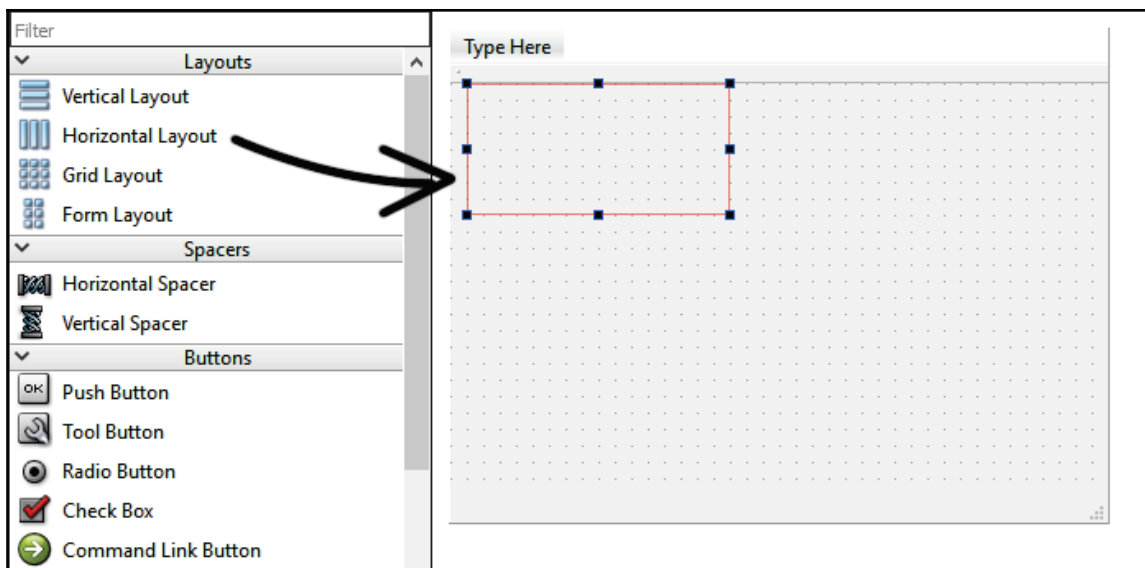 Filter
Layouts
Vertical Layout
Horizontal Layout
Grid Layout
Form Layout
Spacers
Horizontal Spacer
Vertical Spacer
Buttons
OK
Push Button
Tool Button
Radio Button
Check Box
Command Link Button
Type Here